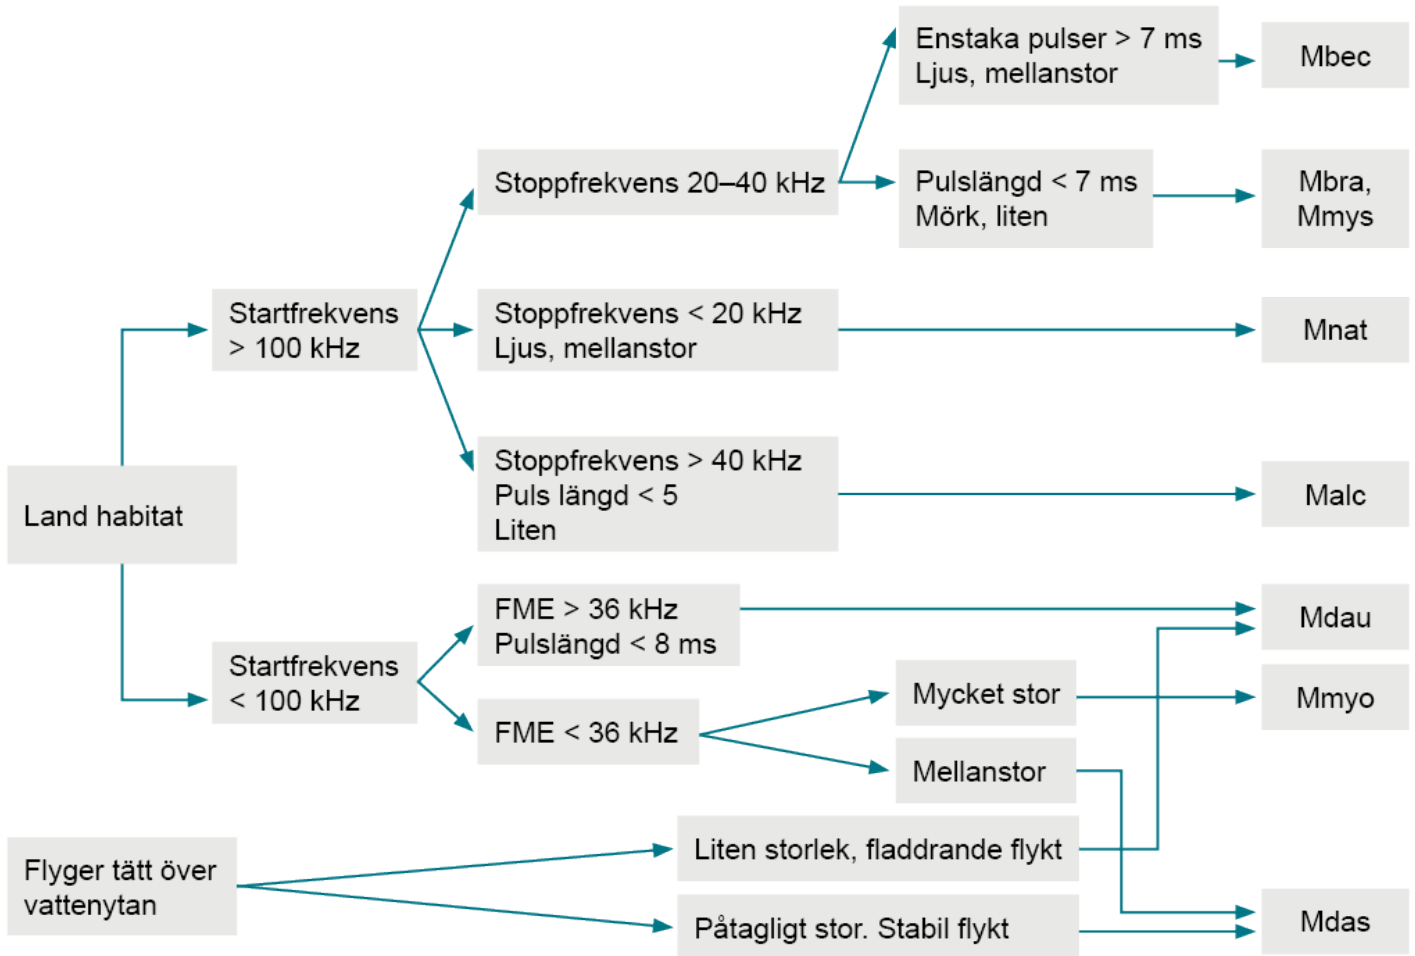 Enstaka pulser > 7 ms
Ljus, mellanstor
Mbec
Stoppfrekvens 20–40 kHz
Pulslängd < 7 ms
Mörk, liten
Mbra,
Mmys
Startfrekvens
> 100 kHz
Stoppfrekvens < 20 kHz
Ljus, mellanstor
Mnat
Stoppfrekvens > 40 kHz
Puls längd < 5
Liten
Malc
Land habitat
Startfrekvens
< 100 kHz
FME > 36 kHz
Pulslängd < 8 ms
Mdau
FME < 36 kHz
Mycket stor
Mmyo
Mellanstor
Flyger tätt över
vattenytan
Liten storlek, fladdrande flykt
Påtagligt stor. Stabil flykt
Mdas